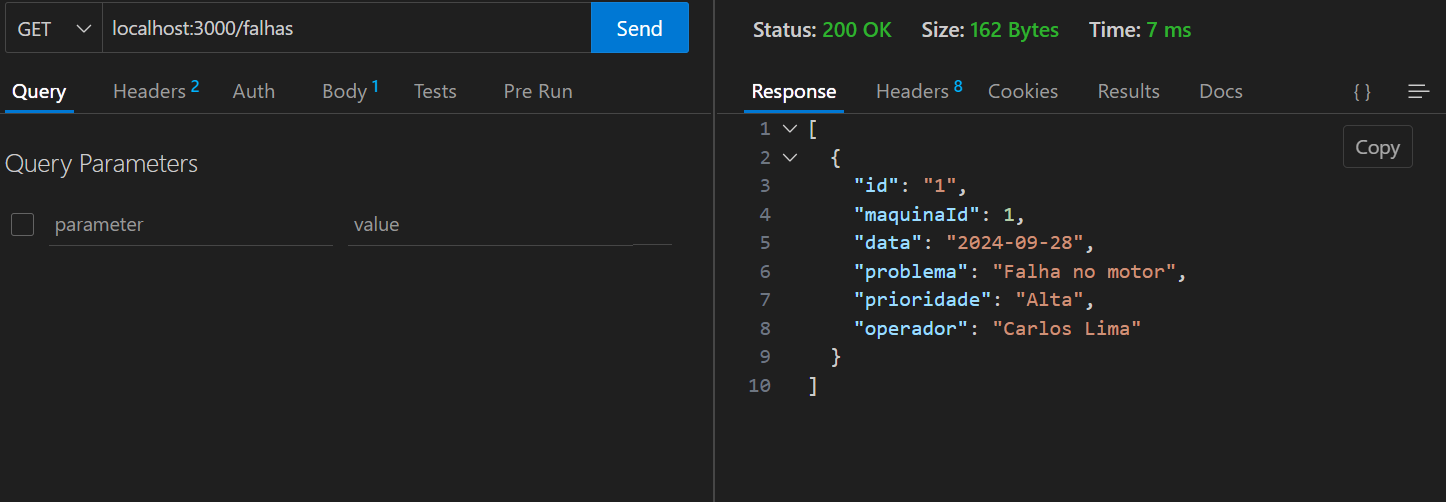 GET localhost:3000/falhas Send
Query Headers 2 Auth Body 1 Tests Pre Run
Query Parameters
parameter value
Status: 200 OK Size: 162 Bytes Time: 7 ms
Response Headers 8 Cookies Results Docs { }
Copy
1 [
2 {
3 "id": "1",
4 "maquinaId": 1,
5 "data": "2024-09-28",
6 "problema": "Falha no motor",
7 "prioridade": "Alta",
8 "operador": "Carlos Lima"
9 }
10 ]